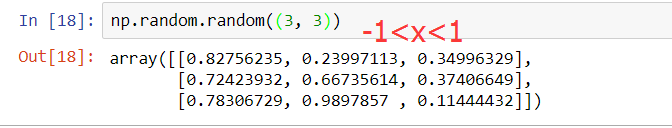 In [18]: np.random.random((3, 3))
-1<x<1
Out[18]: array([[0.82756235, 0.23997113, 0.34996329],
[0.72423932, 0.66735614, 0.37406649],
[0.78306729, 0.9897857 , 0.11444432]])